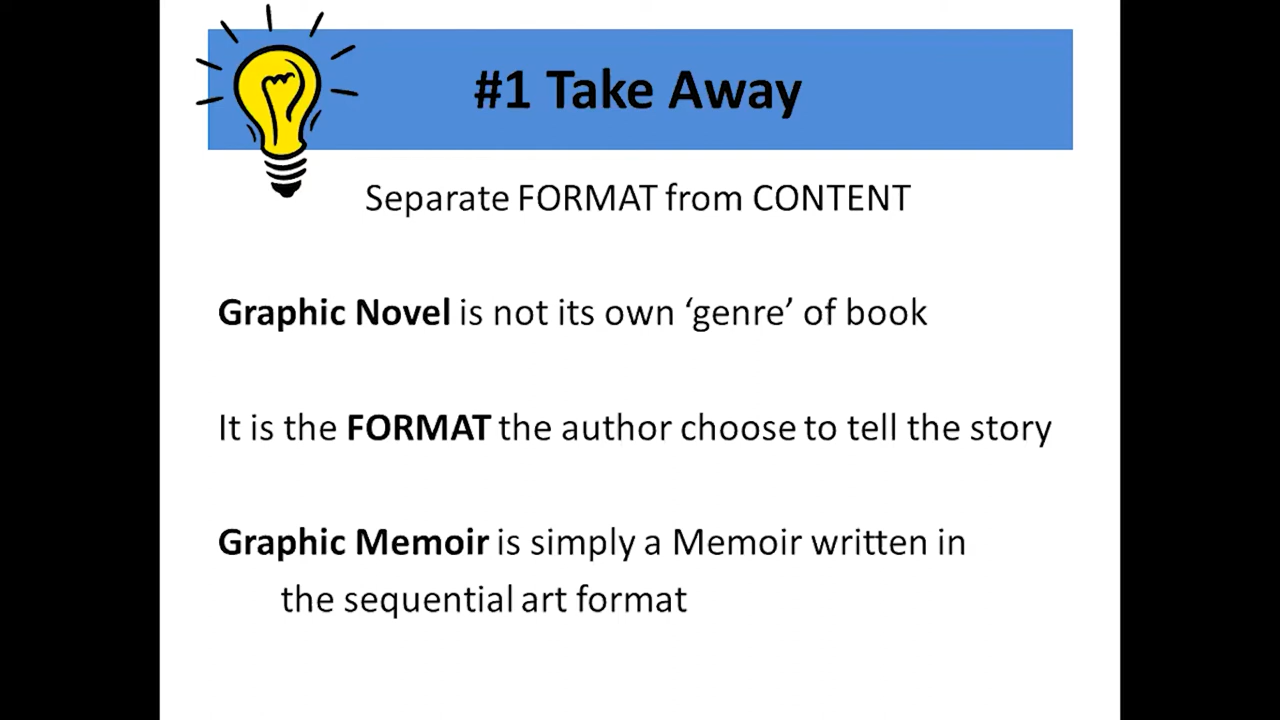 #1 Take Away
Separate FORMAT from CONTENT
Graphic Novel is not its own ‘genre’ of book
It is the FORMAT the author choose to tell the story
Graphic Memoir is simply a Memoir written in
the sequential art format